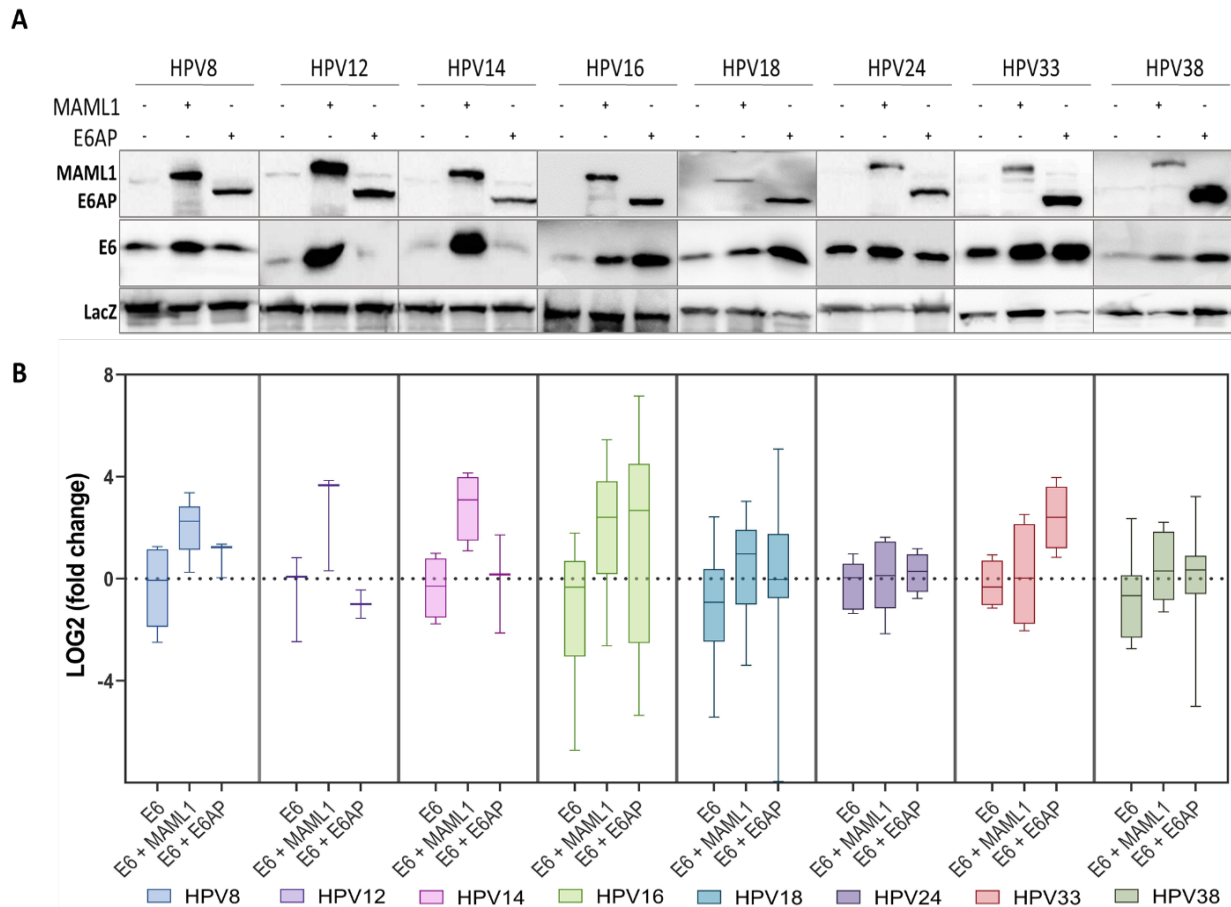 A
HPV8 HPV12 HPV14 HPV16 HPV18 HPV24 HPV33 HPV38
MAML1 - + - + - + - + - + - + - + - +
E6AP - - + - - + - - + - - + - - + - - + - - + - - +
MAML1
E6AP
E6
LacZ
B
8
4
0
-4
LOG2 (fold change)
E6 E6 + MAML1 E6 + E6AP E6 E6 + MAML1 E6 + E6AP E6 E6 + MAML1 E6 + E6AP E6 E6 + MAML1 E6 + E6AP E6 E6 + MAML1 E6 + E6AP E6 E6 + MAML1 E6 + E6AP E6 E6 + MAML1 E6 + E6AP E6 E6 + MAML1 E6 + E6AP
HPV8 HPV12 HPV14 HPV16 HPV18 HPV24 HPV33 HPV38